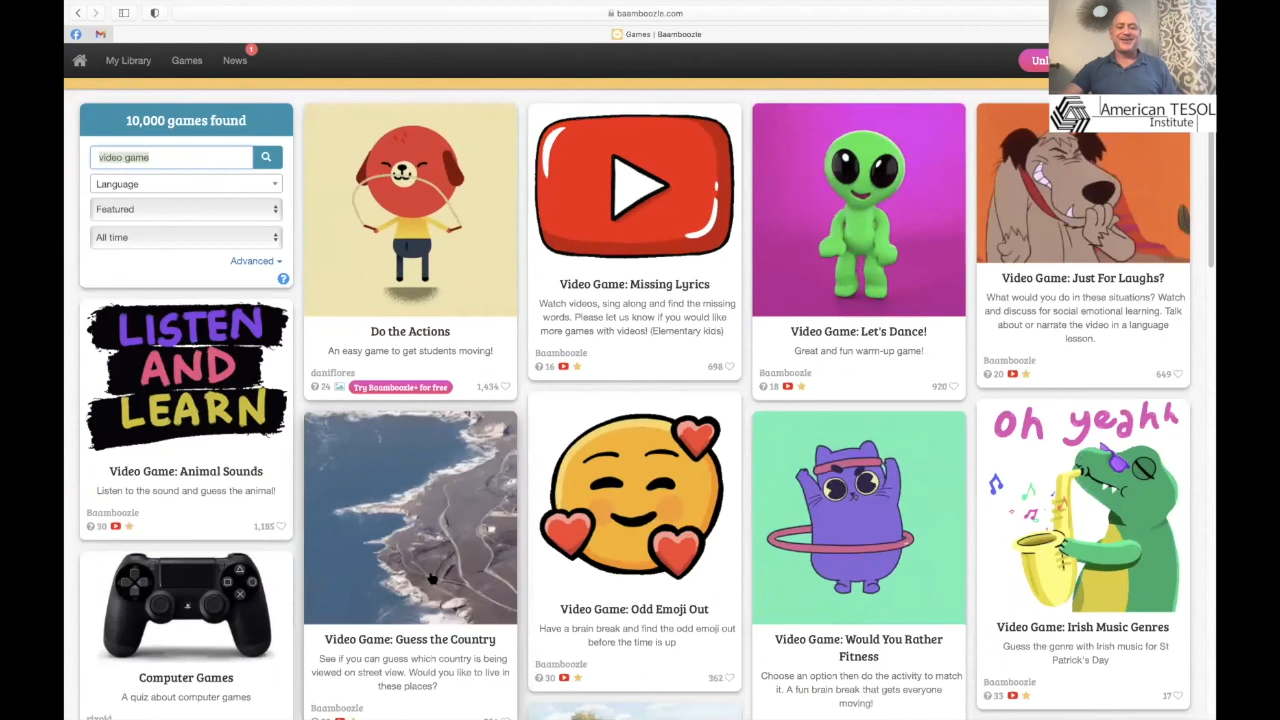 baamboozle.com
Games | Baamboozle
My Library
Games
News
1
Unl
American TESOL
Institute
10,000 games found
video game
Language
Featured
All time
Advanced
?
LISTEN
AND
LEARN
Video Game: Animal Sounds
Listen to the sound and guess the animal!
Baamboozle
30
1,185
Computer Games
A quiz about computer games
Do the Actions
An easy game to get students moving!
daniflores
24
Try Baamboozle+ for free
1,434
Video Game: Guess the Country
See if you can guess which country is being
viewed on street view. Would you like to live in
these places?
Baamboozle
Video Game: Missing Lyrics
Watch videos, sing along and find the missing
words. Please let us know if you would like
more games with videos! (Elementary kids)
Baamboozle
16
698
Video Game: Odd Emoji Out
Have a brain break and find the odd emoji out
before the time is up
Baamboozle
30
362
Video Game: Let's Dance!
Great and fun warm-up game!
Baamboozle
18
920
Video Game: Would You Rather
Fitness
Choose an option then do the activity to match
it. A fun brain break that gets everyone
moving!
Video Game: Just For Laughs?
What would you do in these situations? Watch
and discuss for social emotional learning. Talk
about or narrate the video in a language
lesson.
Baamboozle
20
649
oh yeahh
Video Game: Irish Music Genres
Guess the genre with Irish music for St
Patrick's Day
Baamboozle
33
17